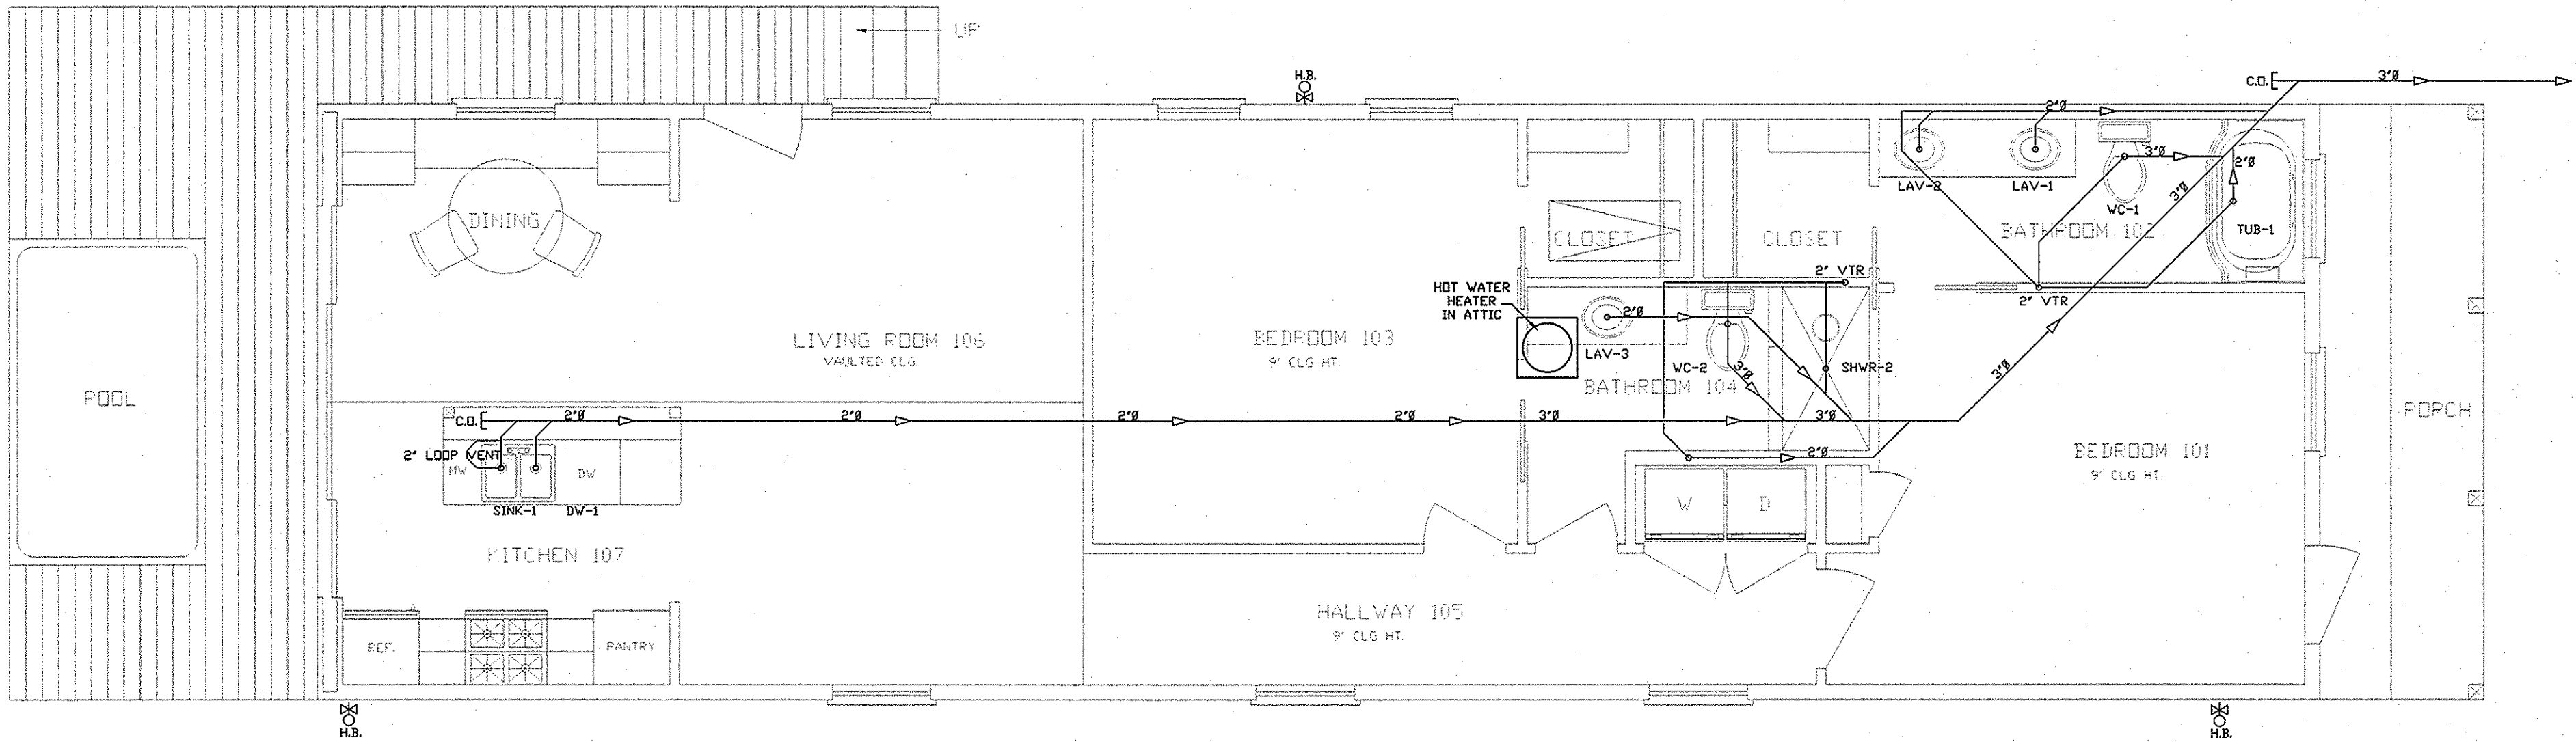 UP
H.B.
C.O.
3"Ø
2"Ø
LAV-2
LAV-1
3"Ø
2"Ø
3"Ø
WC-1
BATHROOM 102
TUB-1
DINING
CLOSET
CLOSET
2" VTR
2" VTR
HOT WATER
HEATER
IN ATTIC
2"Ø
LIVING ROOM 106
VAULTED CLG.
BEDROOM 103
9' CLG HT.
LAV-3
WC-2
3"Ø
SHWR-2
BATHROOM 104
3"Ø
POOL
PORCH
C.O.
2"Ø
2"Ø
2"Ø
2"Ø
3"Ø
3"Ø
2" LOOP VENT
MW
DW
2"Ø
BEDROOM 101
9' CLG HT.
SINK-1
DW-1
W
D
KITCHEN 107
HALLWAY 105
9' CLG HT.
REF.
PANTRY
H.B.
H.B.